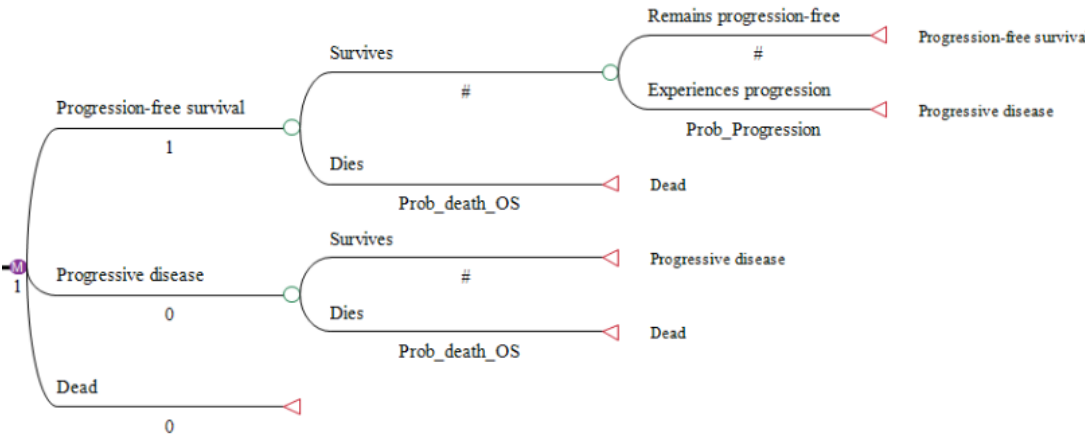 Remains progression-free
Progression-free surviva
#
Survives
#
Experiences progression
Progressive disease
Prob_Progression
Progression-free survival
1
Dies
Dead
Prob_death_OS
M
1
Survives
Progressive disease
#
Progressive disease
0
Dies
Dead
Prob_death_OS
Dead
0